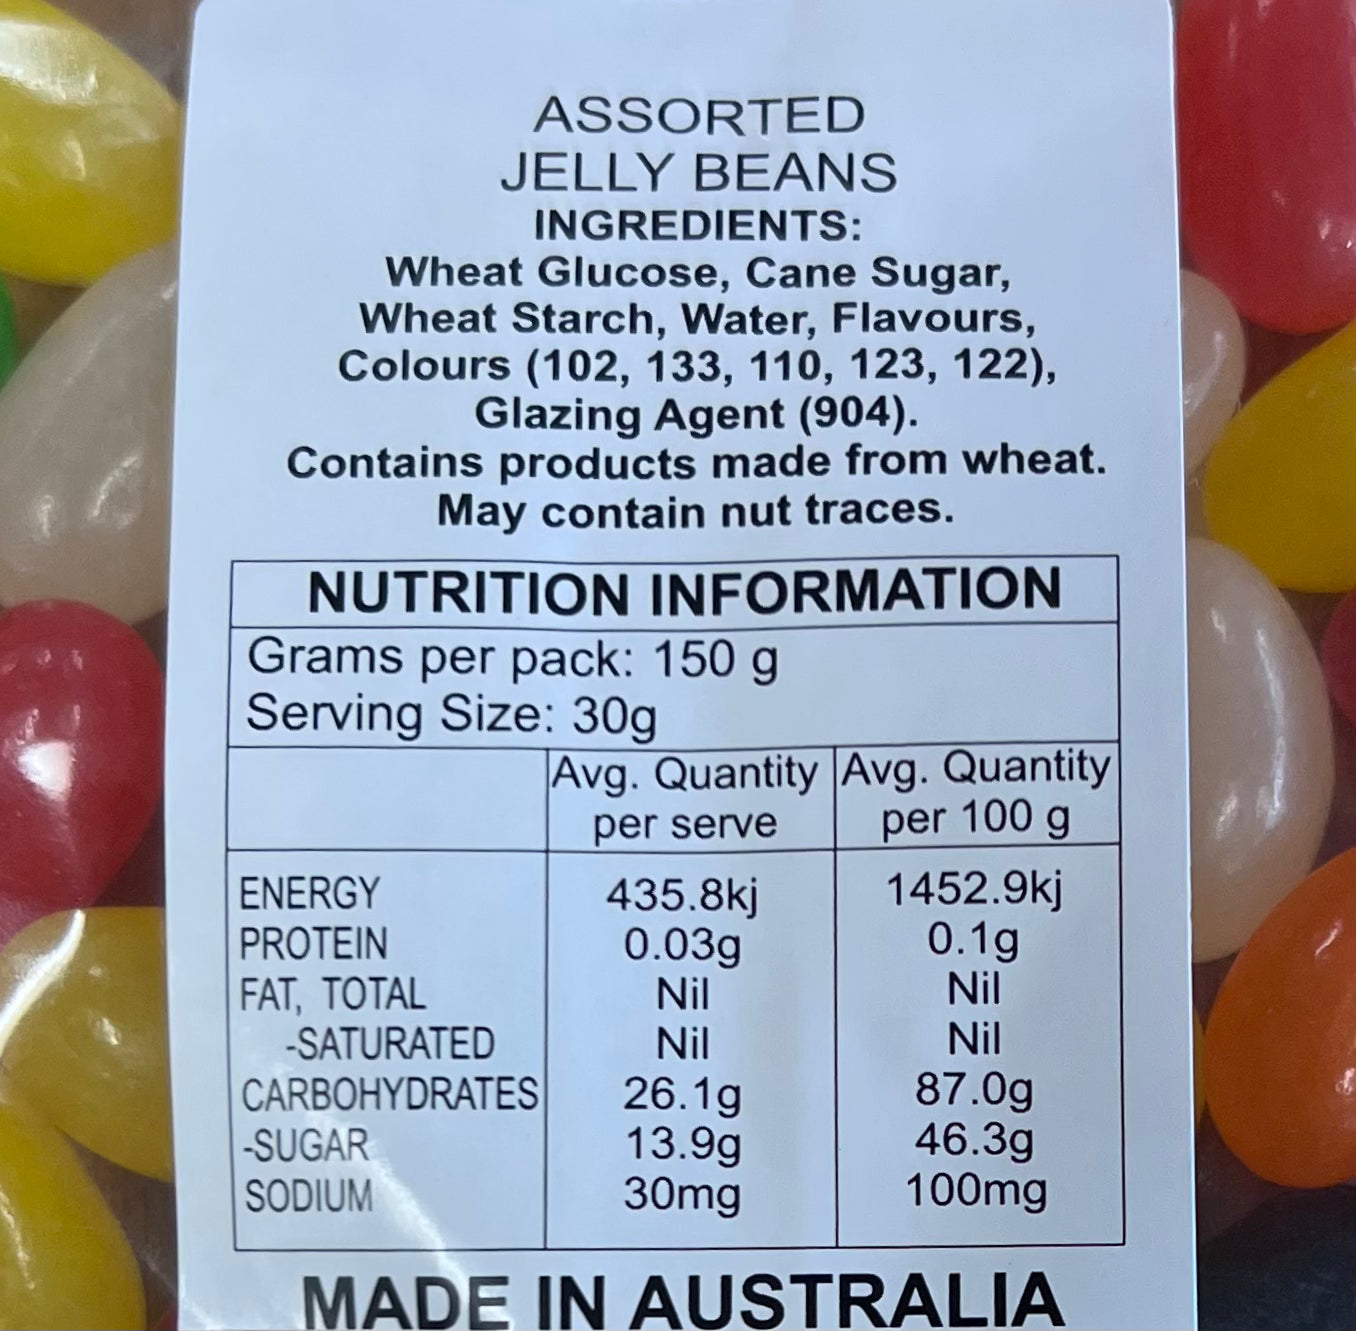 ASSORTED
JELLY BEANS
INGREDIENTS:
Wheat Glucose, Cane Sugar,
Wheat Starch, Water, Flavours,
Colours (102, 133, 110, 123, 122),
Glazing Agent (904).
Contains products made from wheat.
May contain nut traces.
NUTRITION INFORMATION
Grams per pack: 150 g
Serving Size: 30g
Avg. Quantity per serve
Avg. Quantity per 100 g
ENERGY 435.8kj 1452.9kj
PROTEIN 0.03g 0.1g
FAT, TOTAL Nil Nil
-SATURATED Nil Nil
CARBOHYDRATES 26.1g 87.0g
-SUGAR 13.9g 46.3g
SODIUM 30mg 100mg
MADE IN AUSTRALIA